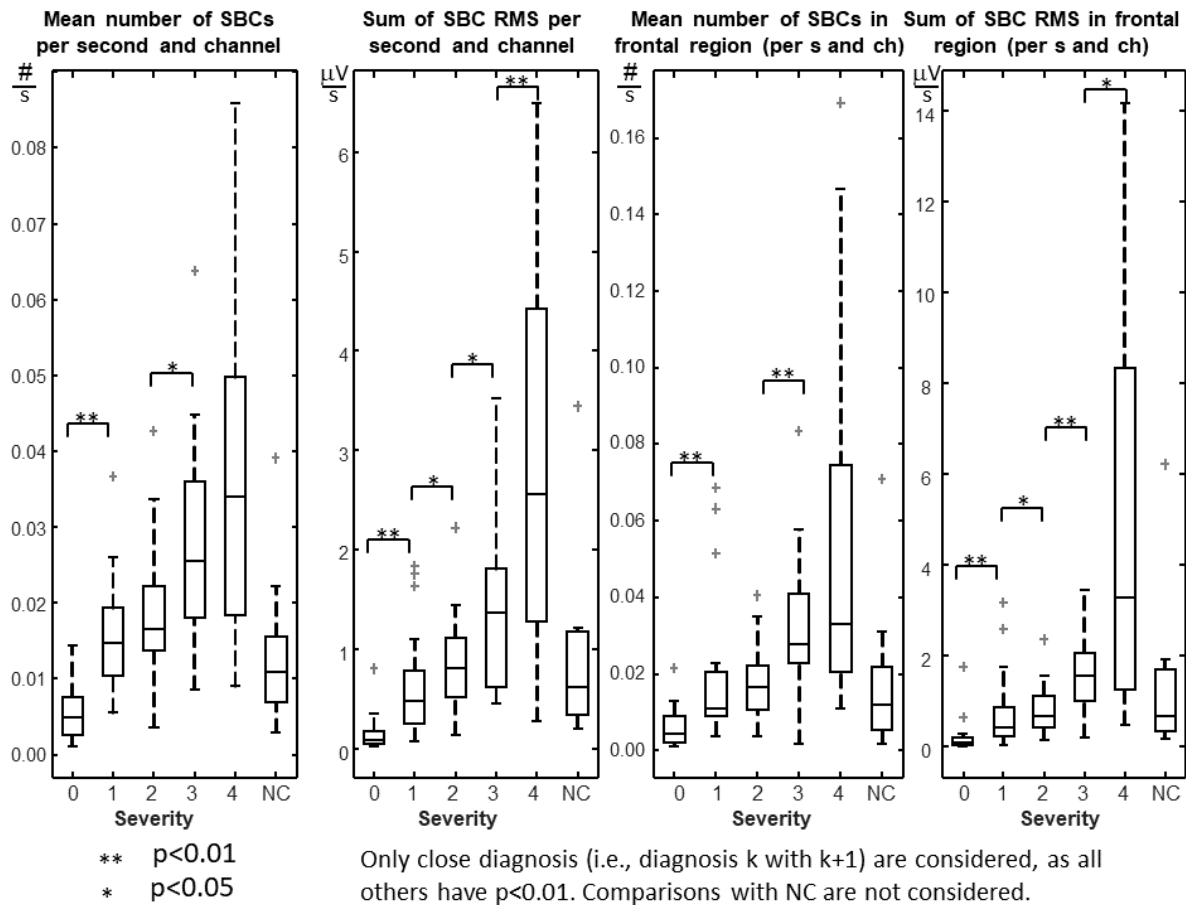 Mean number of SBCs
per second and channel
#
s
0.08
0.07
0.06
0.05
0.04
0.03
0.02
0.01
0.00
**
*
0 1 2 3 4 NC
Severity
Sum of SBC RMS per
second and channel
μV
s
6
5
4
3
2
1
0
**
*
*
**
0 1 2 3 4 NC
Severity
Mean number of SBCs in
frontal region (per s and ch)
#
s
0.16
0.14
0.12
0.10
0.08
0.06
0.04
0.02
0.00
**
**
0 1 2 3 4 NC
Severity
Sum of SBC RMS in frontal
region (per s and ch)
μV
s
14
12
10
8
6
4
2
0
**
*
**
*
0 1 2 3 4 NC
Severity
** p<0.01
* p<0.05
Only close diagnosis (i.e., diagnosis k with k+1) are considered, as all
others have p<0.01. Comparisons with NC are not considered.